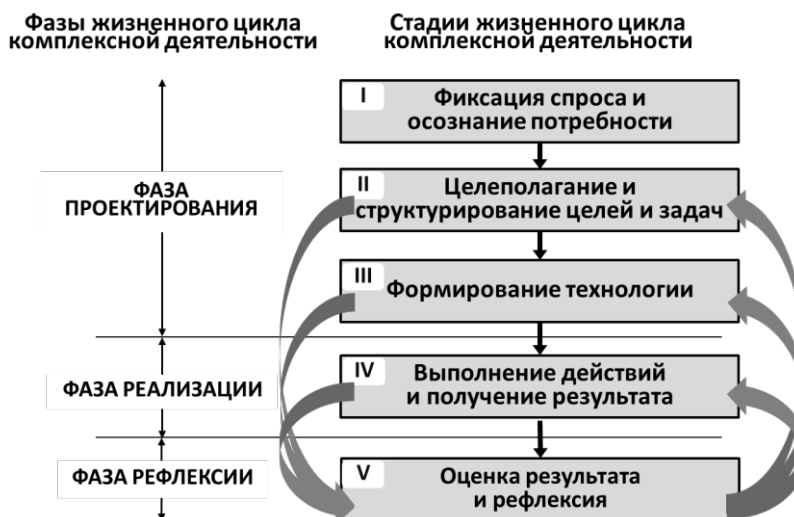 Фазы жизненного цикла
комплексной деятельности
Стадии жизненного цикла
комплексной деятельности
I
Фиксация спроса и
осознание потребности
ФАЗА
ПРОЕКТИРОВАНИЯ
II
Целеполагание и
структурирование целей и задач
III
Формирование технологии
ФАЗА РЕАЛИЗАЦИИ
IV
Выполнение действий
и получение результата
ФАЗА РЕФЛЕКСИИ
V
Оценка результата
и рефлексия